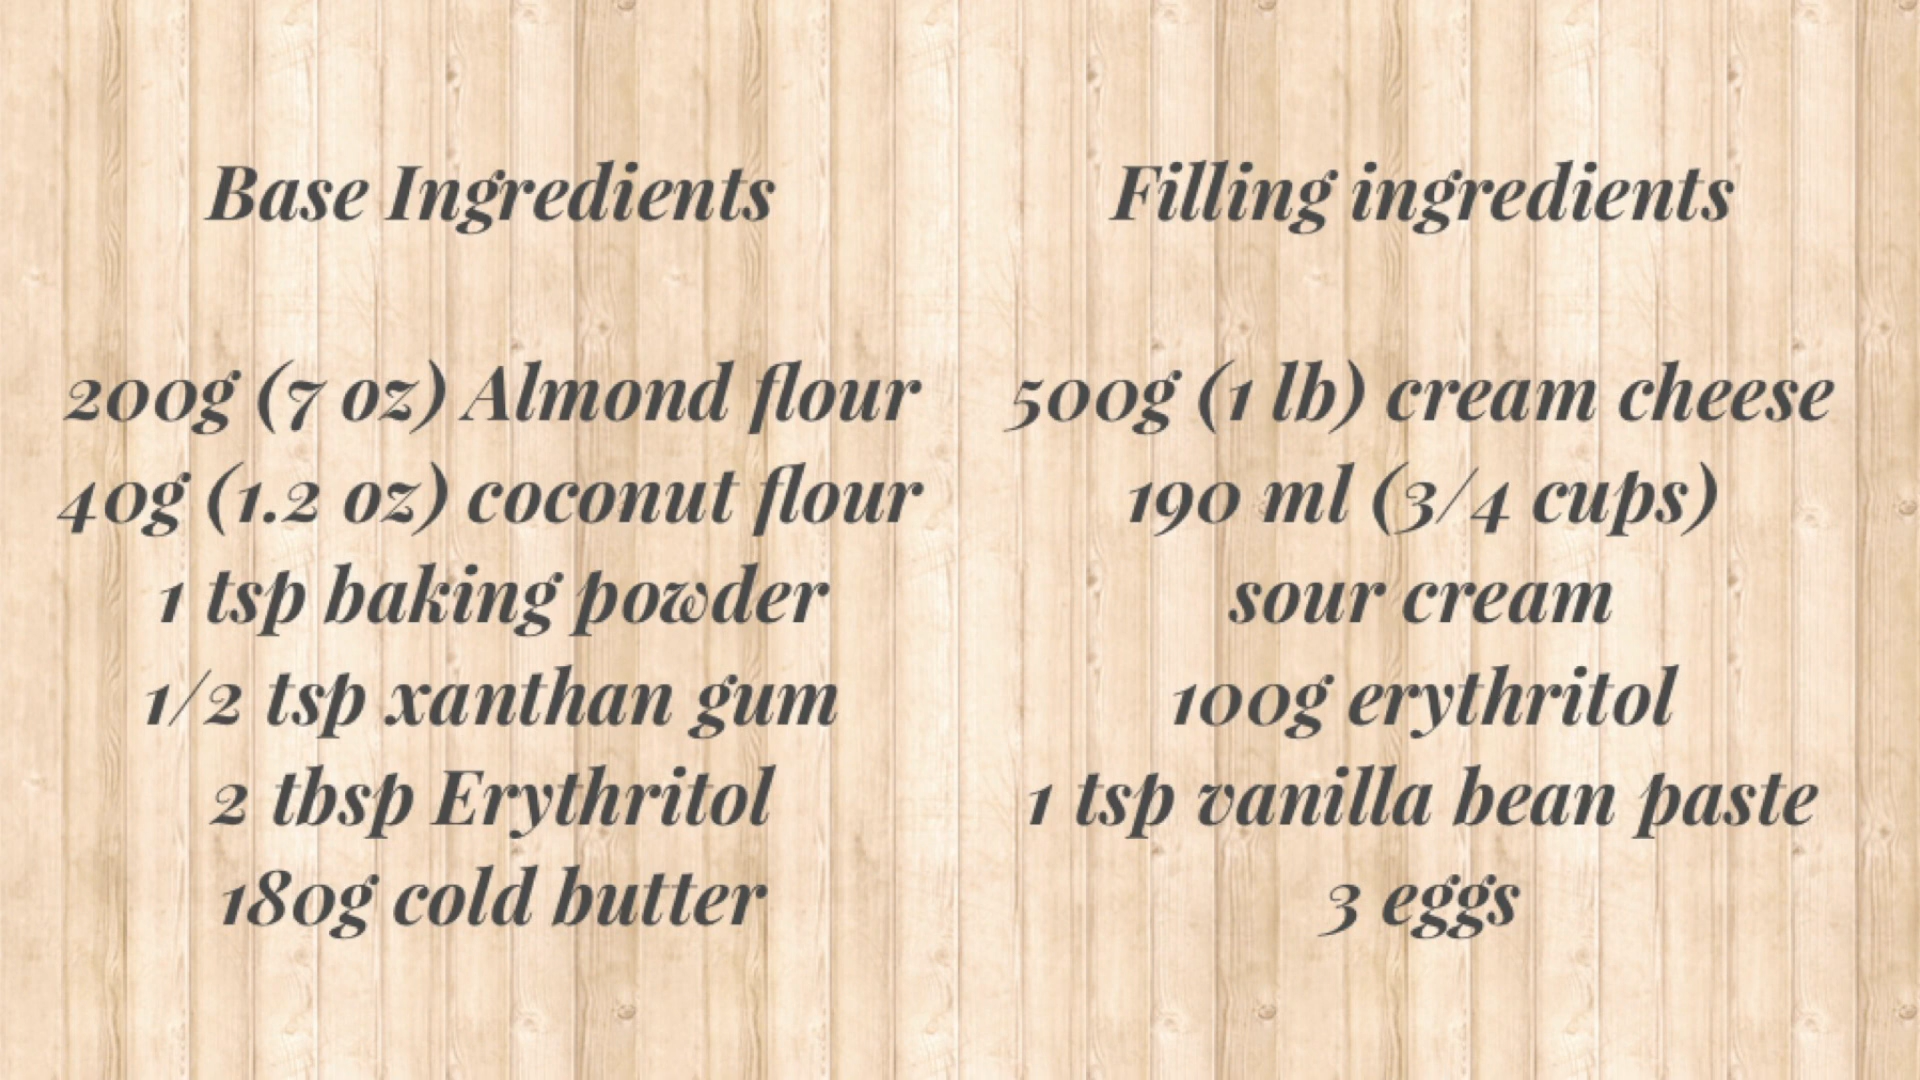 Base Ingredients
200g (7 oz) Almond flour
40g (1.2 oz) coconut flour
1 tsp baking powder
1/2 tsp xanthan gum
2 tbsp Erythritol
180g cold butter
Filling ingredients
500g (1 lb) cream cheese
190 ml (3/4 cups)
sour cream
100g erythritol
1 tsp vanilla bean paste
3 eggs